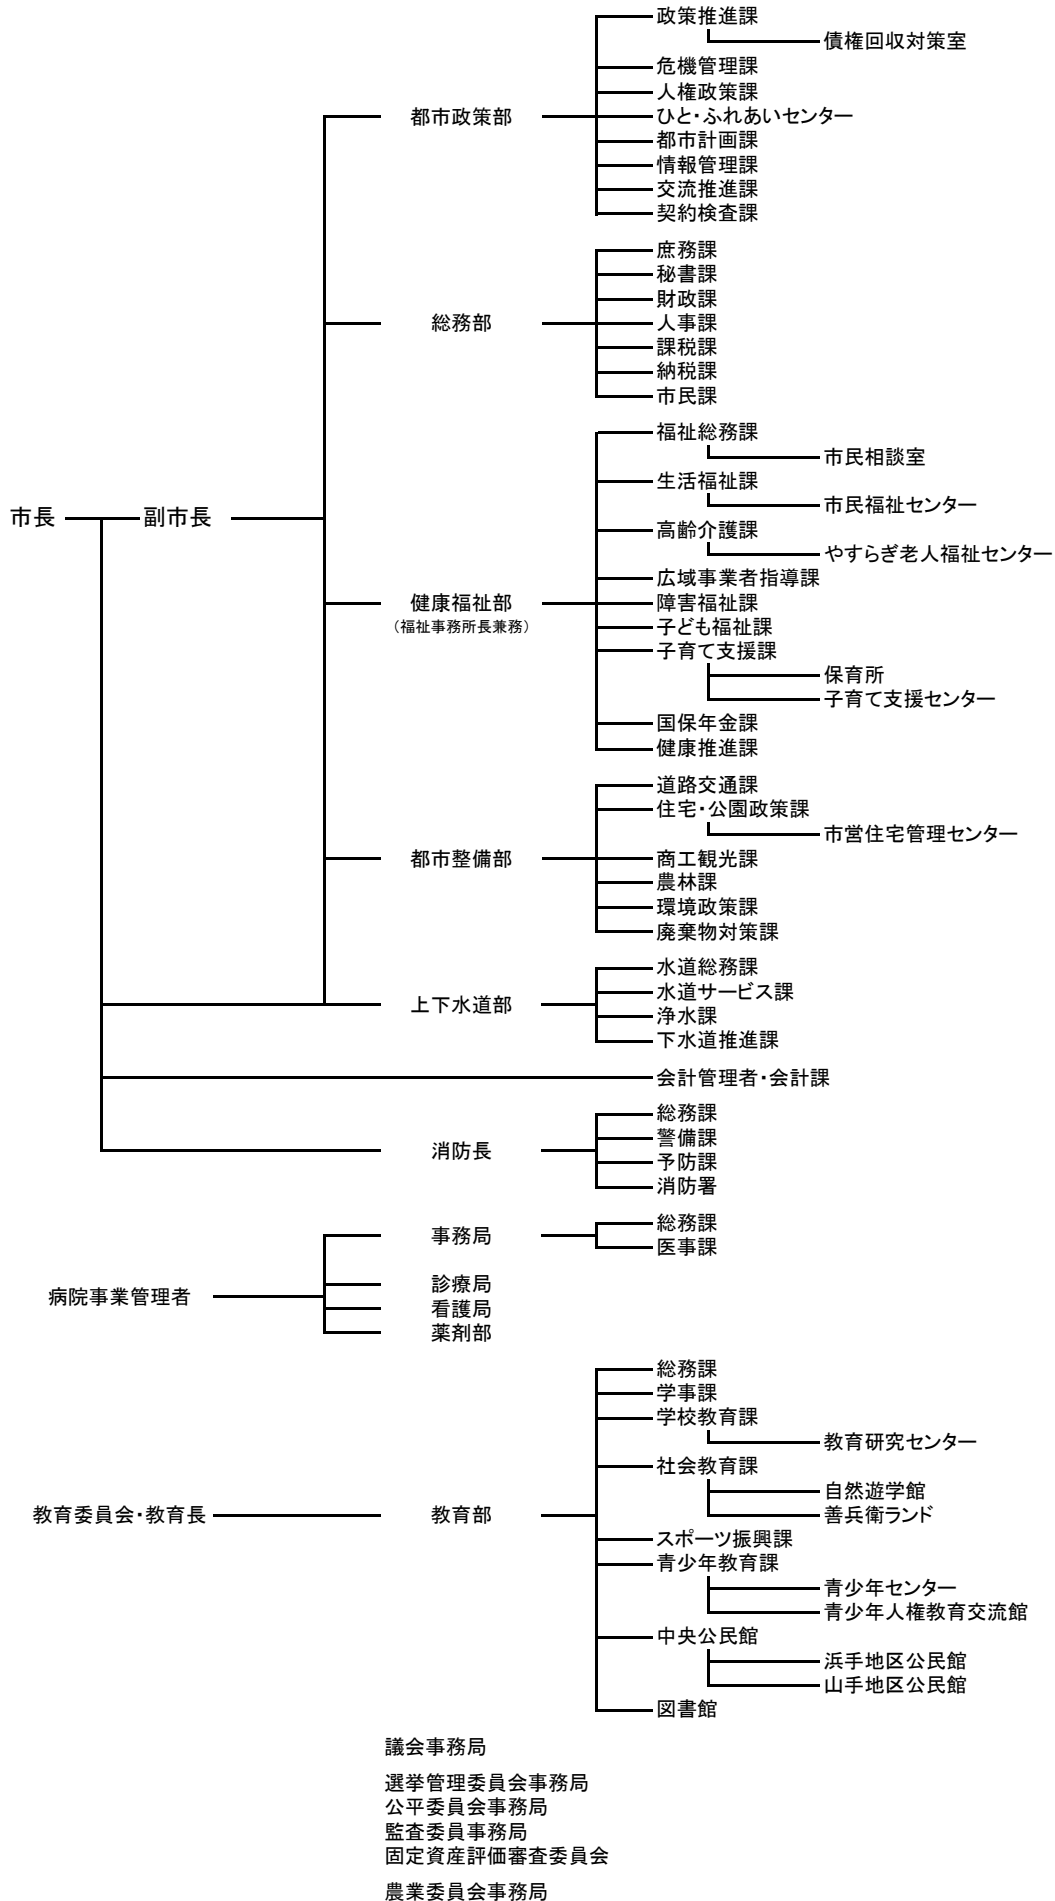 政策推進課
債権回収対策室
危機管理課
人権政策課
都市政策部
ひと・ふれあいセンター
都市計画課
情報管理課
交流推進課
契約検査課
庶務課
秘書課
財政課
総務部
人事課
課税課
納税課
市民課
福祉総務課
市民相談室
生活福祉課
市民福祉センター
市長
副市長
高齢介護課
やすらぎ老人福祉センター
広域事業者指導課
健康福祉部
(福祉事務所長兼務)
障害福祉課
子ども福祉課
子育て支援課
保育所
子育て支援センター
国保年金課
健康推進課
道路交通課
住宅・公園政策課
市営住宅管理センター
都市整備部
商工観光課
農林課
環境政策課
廃棄物対策課
水道総務課
水道サービス課
上下水道部
浄水課
下水道推進課
会計管理者・会計課
総務課
警備課
消防長
予防課
消防署
総務課
事務局
医事課
病院事業管理者
診療局
看護局
薬剤部
総務課
学事課
学校教育課
教育研究センター
社会教育課
自然遊学館
善兵衛ランド
教育委員会・教育長
教育部
スポーツ振興課
青少年教育課
青少年センター
青少年人権教育交流館
中央公民館
浜手地区公民館
山手地区公民館
図書館
議会事務局
選挙管理委員会事務局
公平委員会事務局
監査委員事務局
固定資産評価審査委員会
農業委員会事務局